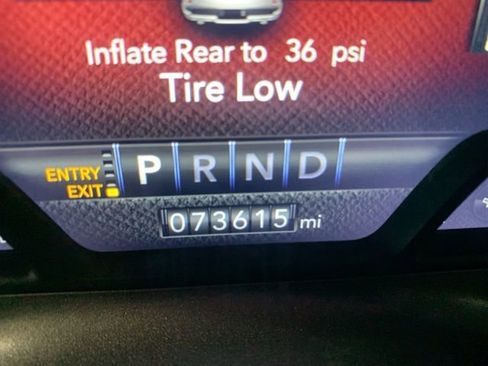 Inflate Rear to 36 psi
Tire Low
ENTRY
EXIT
P R N D
073615 mi